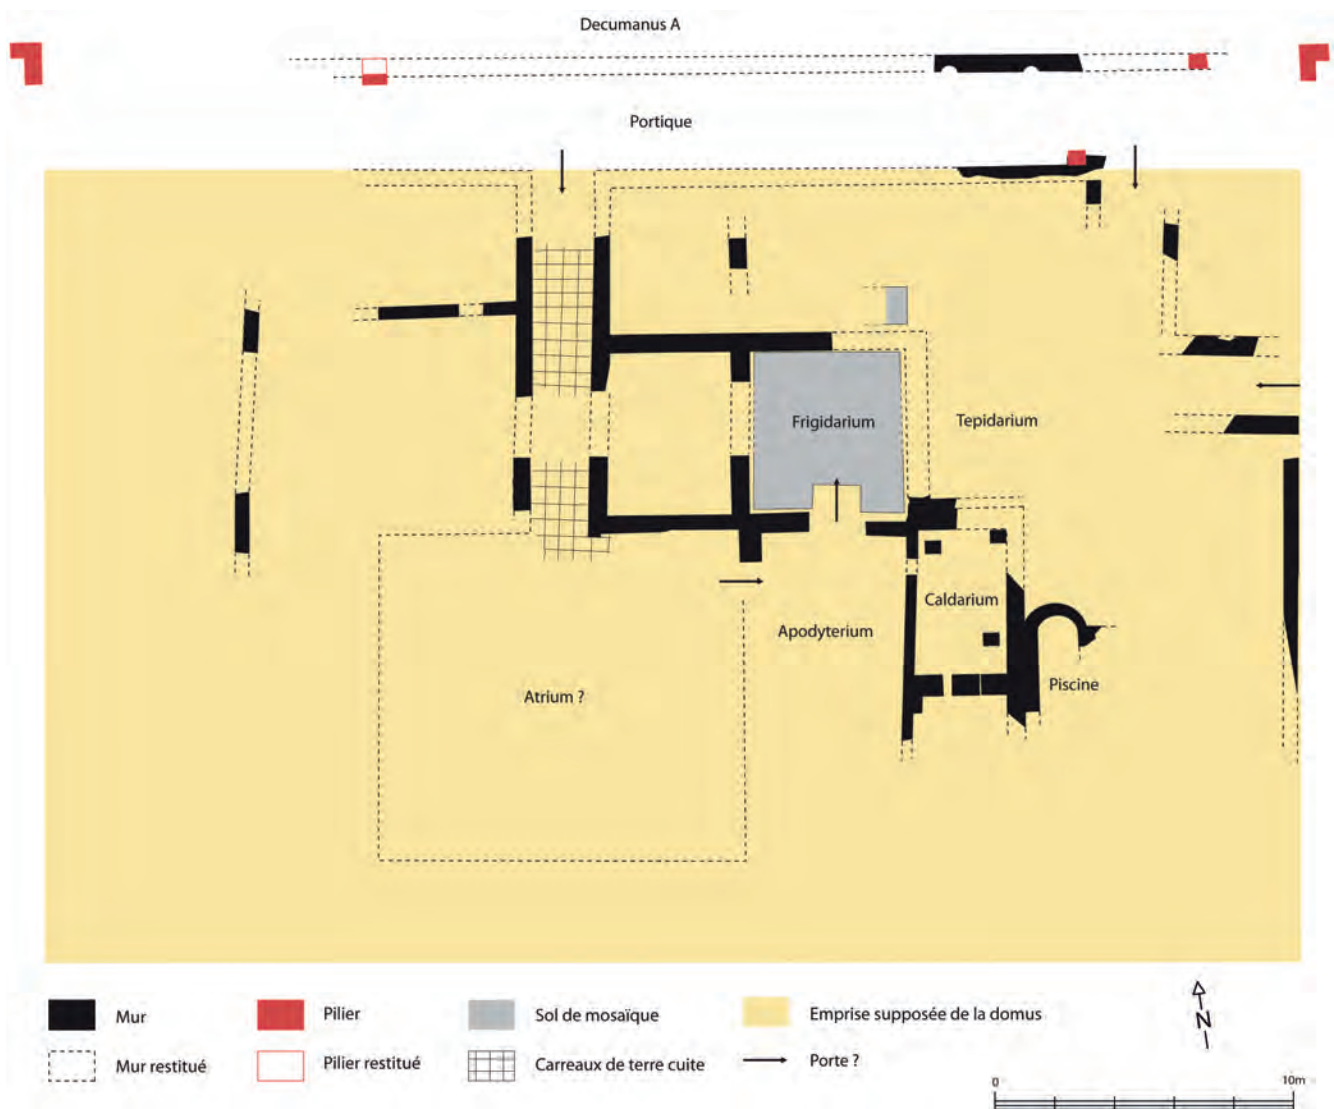 Decumanus A
Portique
Frigidarium
Tepidarium
Caldarium
Apodyterium
Piscine
Atrium ?
Mur
Pilier
Sol de mosaïque
Emprise supposée de la domus
Mur restitué
Pilier restitué
Carreaux de terre cuite
Porte ?
N
0 10m